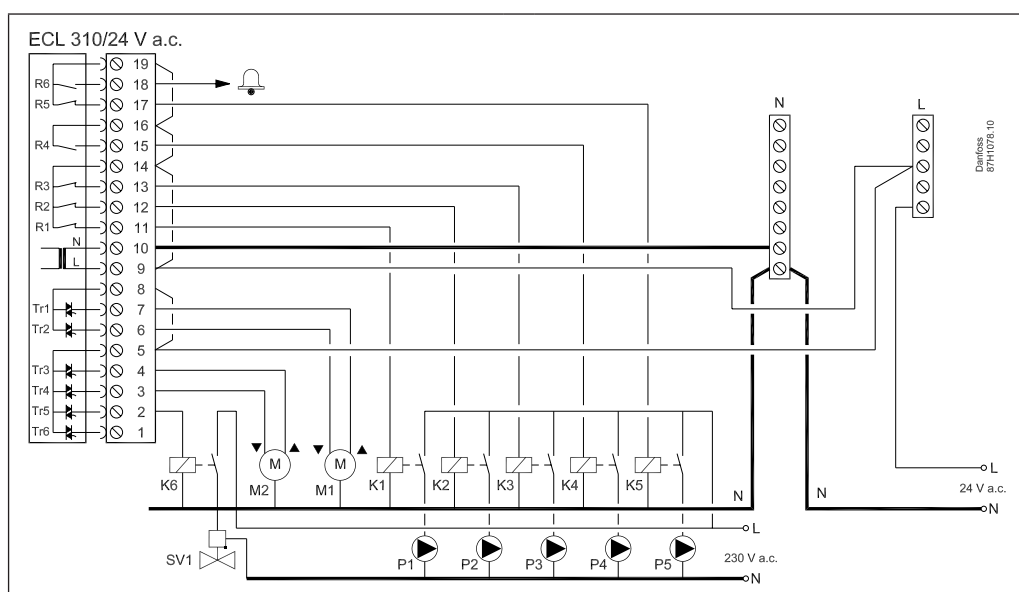 ECL 310/24 V a.c.
19
R6 18
R5 17
16
R4 15
14
R3 13
R2 12
R1 11
N 10
L 9
8
Tr1 7
Tr2 6
5
Tr3 4
Tr4 3
Tr5 2
Tr6 1
N
L
Danfoss
87H1078.10
K6
M
M2
M
M1
K1
K2
K3
K4
K5
N
N
L
24 V a.c.
N
SV1
P1
P2
P3
P4
P5
L
230 V a.c.
N